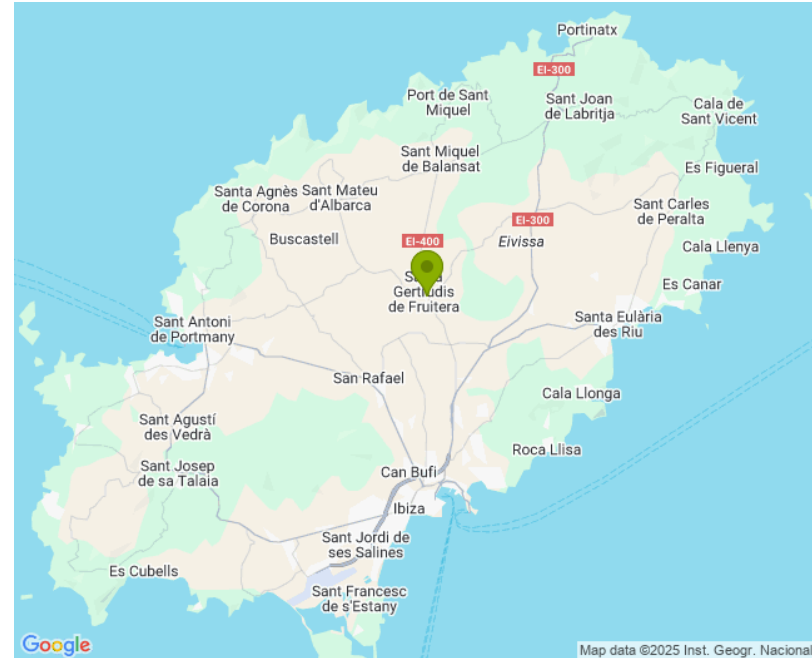 Portinatx
EI-300
Port de Sant
Miquel
Sant Joan
de Labritja
Cala de
Sant Vicent
Sant Miquel
de Balansat
Es Figueral
Santa Agnès
de Corona
Sant Mateu
d'Albarca
Sant Carles
de Peralta
EI-300
Buscastell
EI-400
Eivissa
Cala Llenya
Gertrudis
de Fruitera
Es Canar
Sant Antoni
de Portmany
Santa Eulària
des Riu
San Rafael
Cala Llonga
Sant Agustí
des Vedrà
Roca Llisa
Sant Josep
de sa Talaia
Can Bufi
Ibiza
Sant Jordi de
ses Salines
Es Cubells
Sant Francesc
de s'Estany
Google
Map data ©2025 Inst. Geogr. Nacional